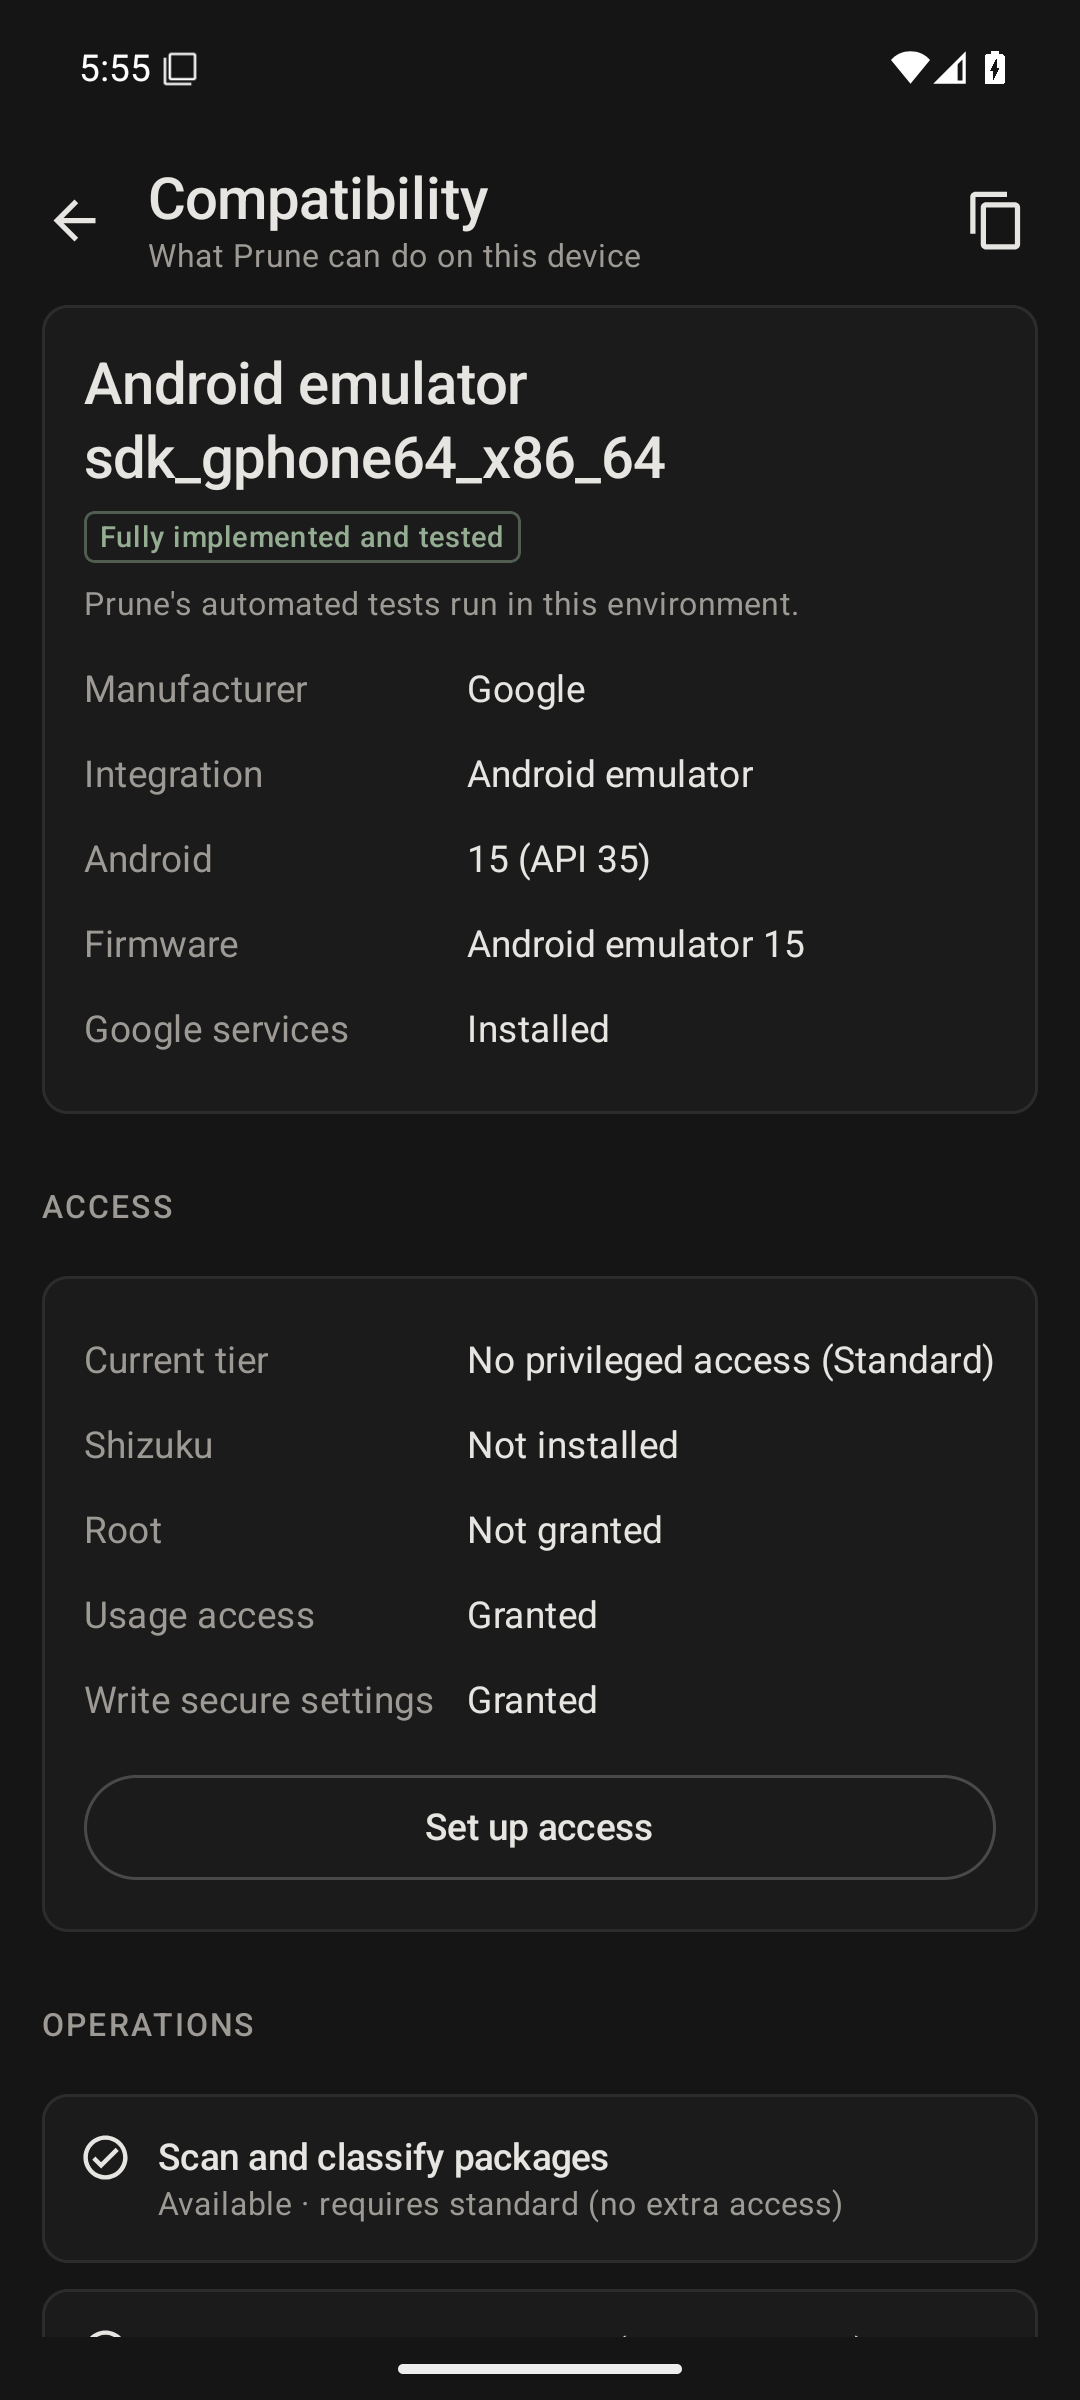 5:55
Compatibility
What Prune can do on this device
Android emulator
sdk_gphone64_x86_64
Fully implemented and tested
Prune's automated tests run in this environment.
Manufacturer Google
Integration Android emulator
Android 15 (API 35)
Firmware Android emulator 15
Google services Installed
ACCESS
Current tier No privileged access (Standard)
Shizuku Not installed
Root Not granted
Usage access Granted
Write secure settings Granted
Set up access
OPERATIONS
Scan and classify packages
Available · requires standard (no extra access)